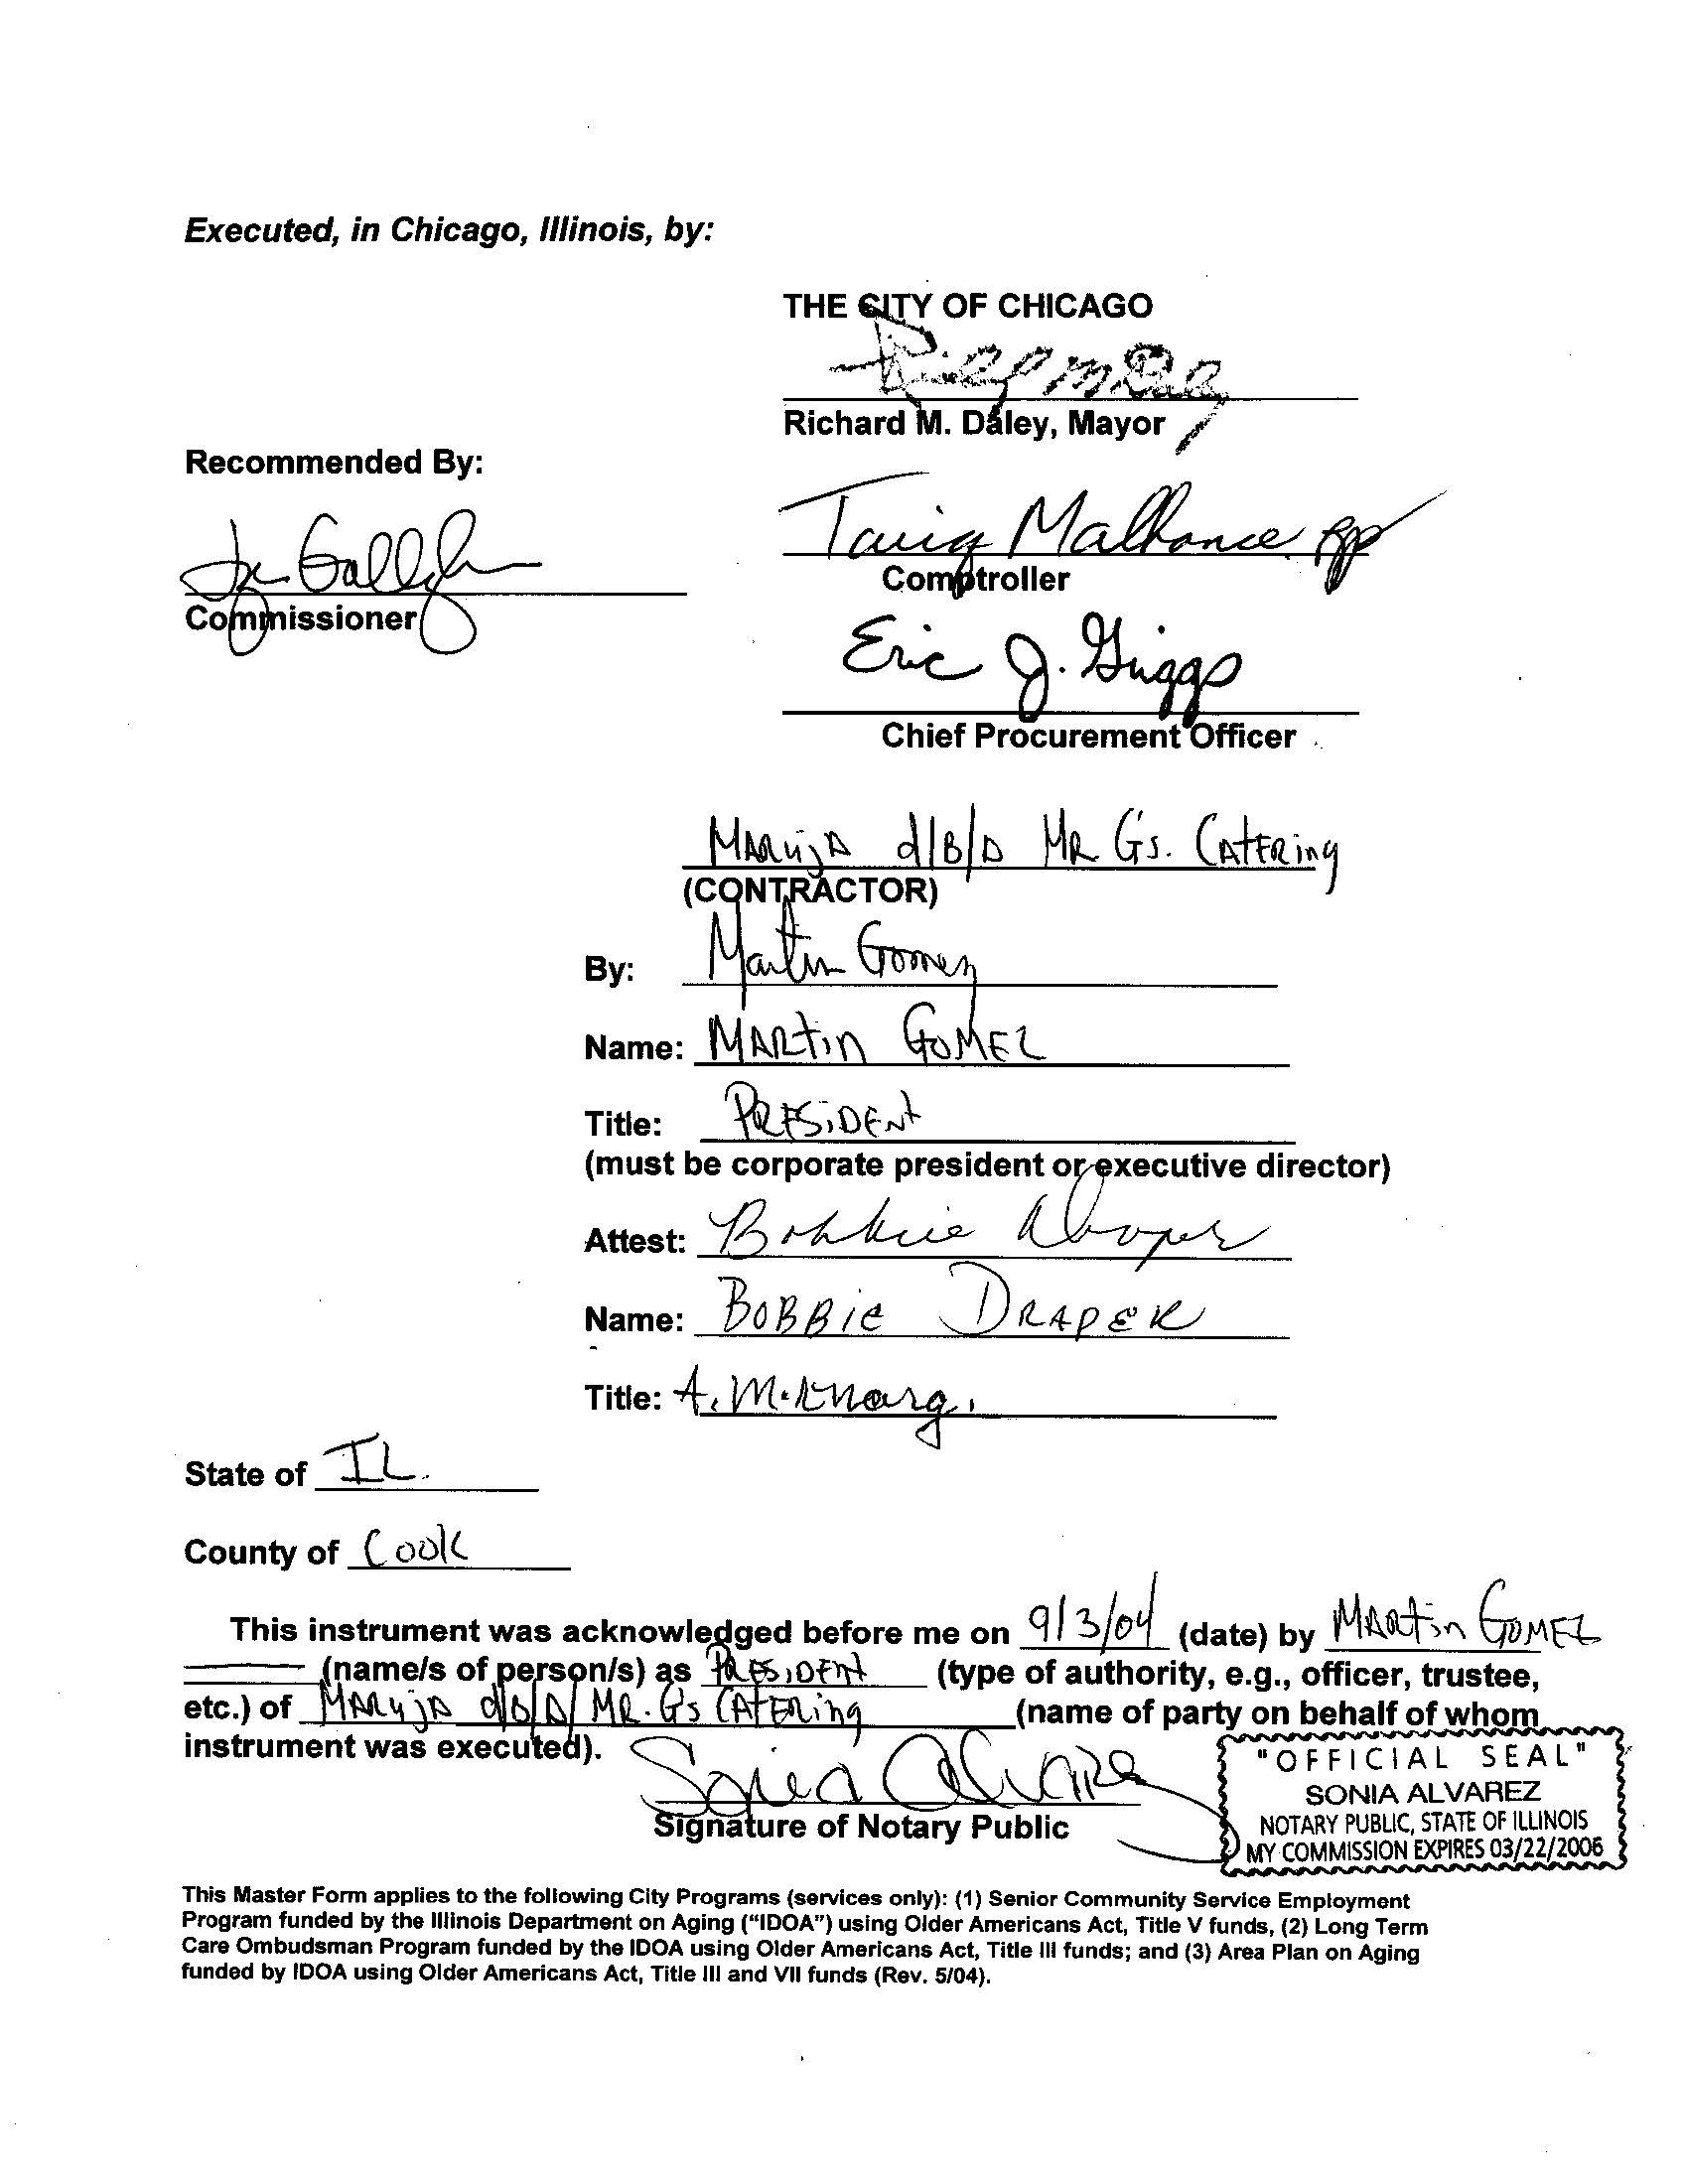 Executed, in Chicago, Illinois, by:
THE CITY OF CHICAGO
Richard M. Daley, Mayor
Recommended By:
Commissioner
Comptroller
Eric J. Griggs
Chief Procurement Officer
MARUJA d/B/A MR G's. CATERing
(CONTRACTOR)
By: Martin Gomez
Name: MARtin GOMEZ
Title: PRESiDENt
(must be corporate president or executive director)
Attest: Bobbie Draper
Name: BOBBie DRAPER
Title: A.
State of IL.
County of Cook
This instrument was acknowledged before me on 9/3/04 (date) by MARtin GOMEZ
(name/s of person/s) as PRESiDENt (type of authority, e.g., officer, trustee,
etc.) of MARUJA d/B/A/ MR. G's CATERing (name of party on behalf of whom
instrument was executed).
Sonia Alvarez
Signature of Notary Public
"OFFICIAL SEAL"
SONIA ALVAREZ
NOTARY PUBLIC, STATE OF ILLINOIS
MY COMMISSION EXPIRES 03/22/2006
This Master Form applies to the following City Programs (services only): (1) Senior Community Service Employment
Program funded by the Illinois Department on Aging ("IDOA") using Older Americans Act, Title V funds, (2) Long Term
Care Ombudsman Program funded by the IDOA using Older Americans Act, Title III funds; and (3) Area Plan on Aging
funded by IDOA using Older Americans Act, Title III and VII funds (Rev. 5/04).